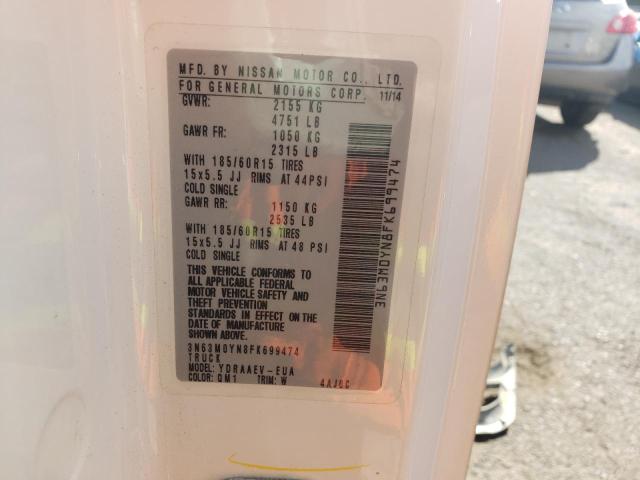 MFD. BY NISSAN MOTOR CO., LTD.
FOR GENERAL MOTORS CORP. 11/14
GVWR: 2155 KG
4751 LB
GAWR FR: 1050 KG
2315 LB
WITH 185/60R15 TIRES
15x5.5 JJ RIMS AT 44PSI
COLD SINGLE
GAWR RR: 1150 KG
2535 LB
WITH 185/60R15 TIRES
15x5.5 JJ RIMS AT 48 PSI
COLD SINGLE
THIS VEHICLE CONFORMS TO
ALL APPLICABLE FEDERAL
MOTOR VEHICLE SAFETY AND
THEFT PREVENTION
STANDARDS IN EFFECT ON THE
DATE OF MANUFACTURE
SHOWN ABOVE.
3N63M0YN8FK699474
TRUCK
MODEL: YDRAAEV-EUA
COLOR: QM1 TRIM: W
3N63M0YN8FK699474